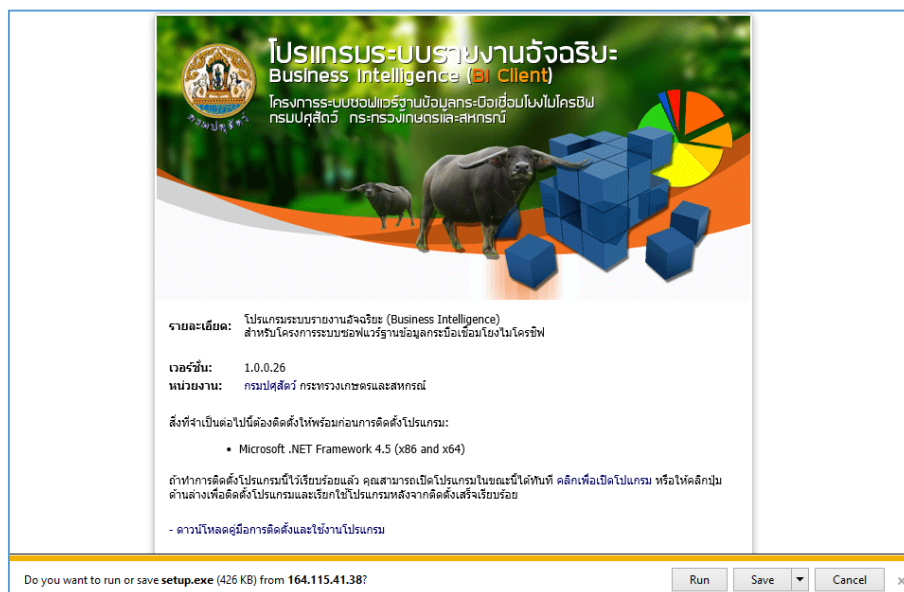 โปรแกรมระบบรายงานอัจฉริยะ
Business Intelligence (BI Client)
โครงการระบบซอฟแวร์ฐานข้อมูลกระบือเชื่อมโยงไมโครชิฟ
กรมปศุสัตว์ กระทรวงเกษตรและสหกรณ์
กรมปศุสัตว์
รายละเอียด: โปรแกรมระบบรายงานอัจฉริยะ (Business Intelligence)
สำหรับโครงการระบบซอฟแวร์ฐานข้อมูลกระบือเชื่อมโยงไมโครชิฟ
เวอร์ชั่น: 1.0.0.26
หน่วยงาน: กรมปศุสัตว์ กระทรวงเกษตรและสหกรณ์
สิ่งที่จำเป็นต่อไปนี้ต้องติดตั้งให้พร้อมก่อนการติดตั้งโปรแกรม:
• Microsoft .NET Framework 4.5 (x86 and x64)
ถ้าทำการติดตั้งโปรแกรมนี้ไว้เรียบร้อยแล้ว คุณสามารถเปิดโปรแกรมในขณะนี้ได้ทันที คลิกเพื่อเปิดโปแกรม หรือให้คลิกปุ่ม
ด้านล่างเพื่อติดตั้งโปรแกรมและเรียกใช้โปรแกรมหลังจากติดตั้งเสร็จเรียบร้อย
- ดาวน์โหลดคู่มือการติดตั้งและใช้งานโปรแกรม
Do you want to run or save setup.exe (426 KB) from 164.115.41.38? Run Save Cancel